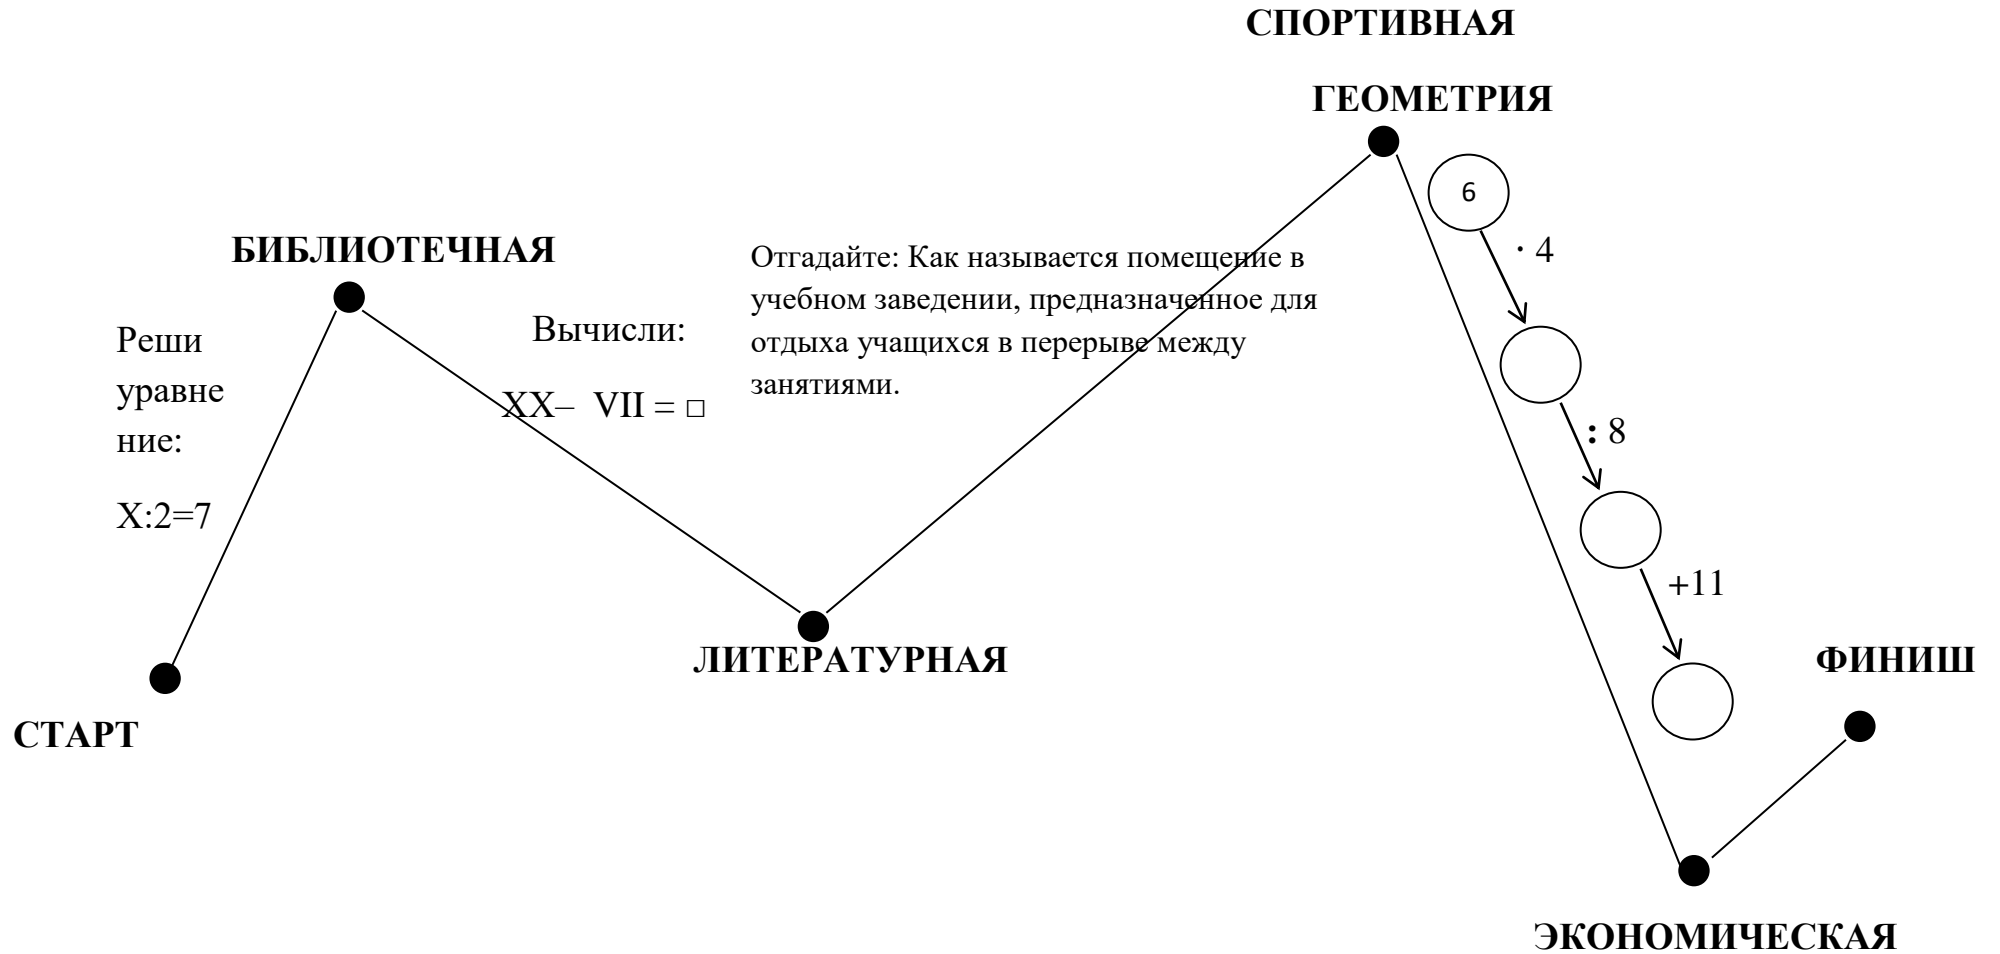 СПОРТИВНАЯ
ГЕОМЕТРИЯ
6
· 4
: 8
+11
БИБЛИОТЕЧНАЯ
Реши
уравне
ние:
X:2=7
Вычисли:
XX– VII = □
Отгадайте: Как называется помещение в
учебном заведении, предназначенное для
отдыха учащихся в перерыве между
занятиями.
ЛИТЕРАТУРНАЯ
ФИНИШ
СТАРТ
ЭКОНОМИЧЕСКАЯ